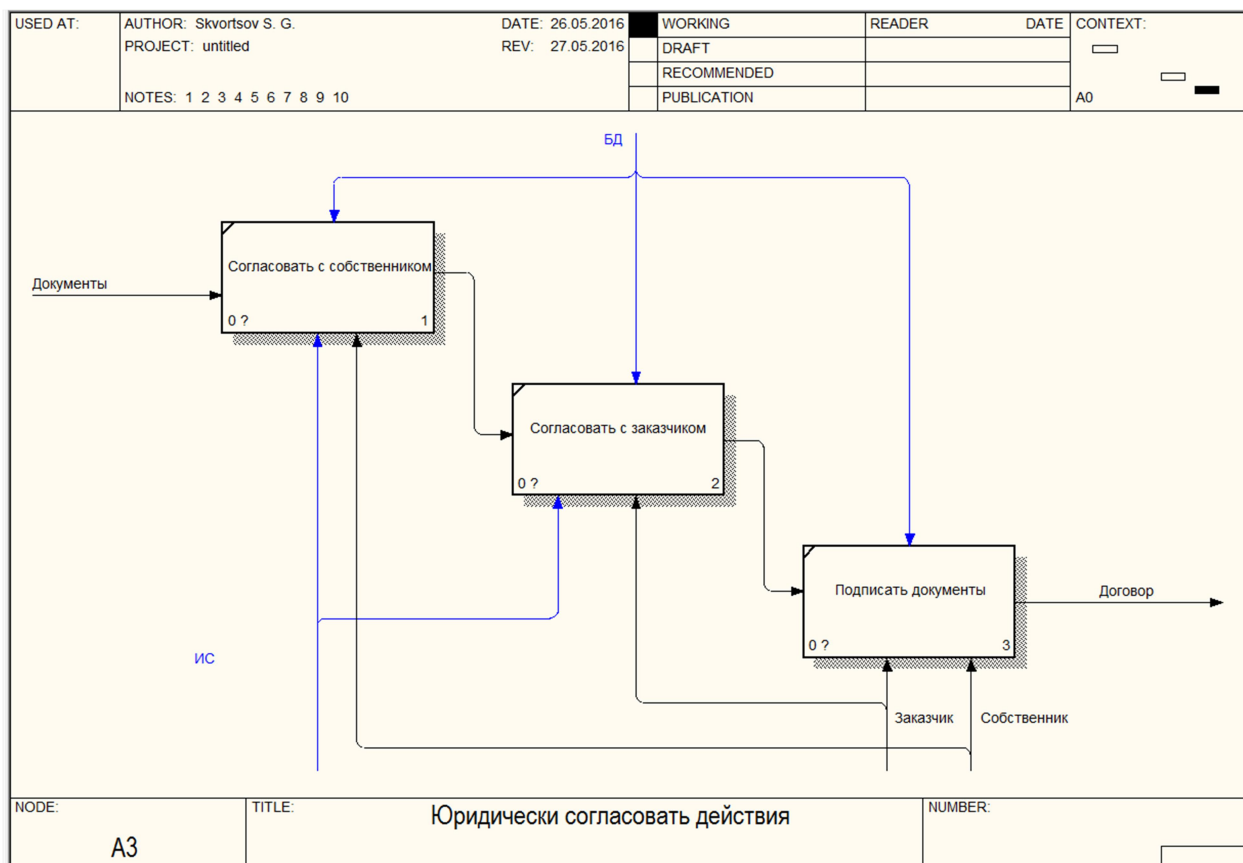 USED AT:
AUTHOR: Skvortsov S. G.
DATE: 26.05.2016
WORKING
READER
DATE
CONTEXT:
PROJECT: untitled
REV: 27.05.2016
DRAFT
RECOMMENDED
NOTES: 1 2 3 4 5 6 7 8 9 10
PUBLICATION
A0
БД
Согласовать с собственником
Документы
0 ?
1
Согласовать с заказчиком
0 ?
2
Подписать документы
Договор
0 ?
3
ИС
Заказчик
Собственник
NODE:
TITLE:
Юридически согласовать действия
NUMBER:
A3